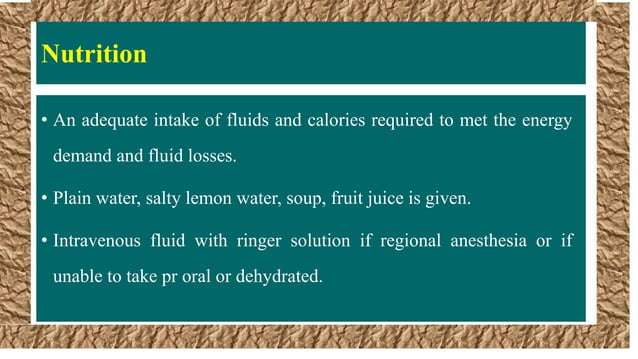 Nutrition
• An adequate intake of fluids and calories required to met the energy
demand and fluid losses.
• Plain water, salty lemon water, soup, fruit juice is given.
• Intravenous fluid with ringer solution if regional anesthesia or if
unable to take pr oral or dehydrated.